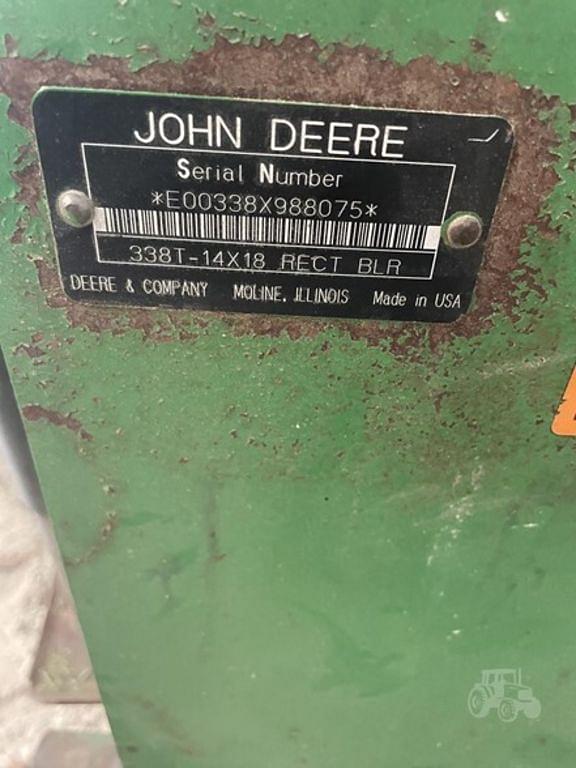 JOHN DEERE
Serial Number
*E00338X988075*
338T-14X18 RECT BLR
DEERE & COMPANY MOLINE, ILLINOIS Made in USA